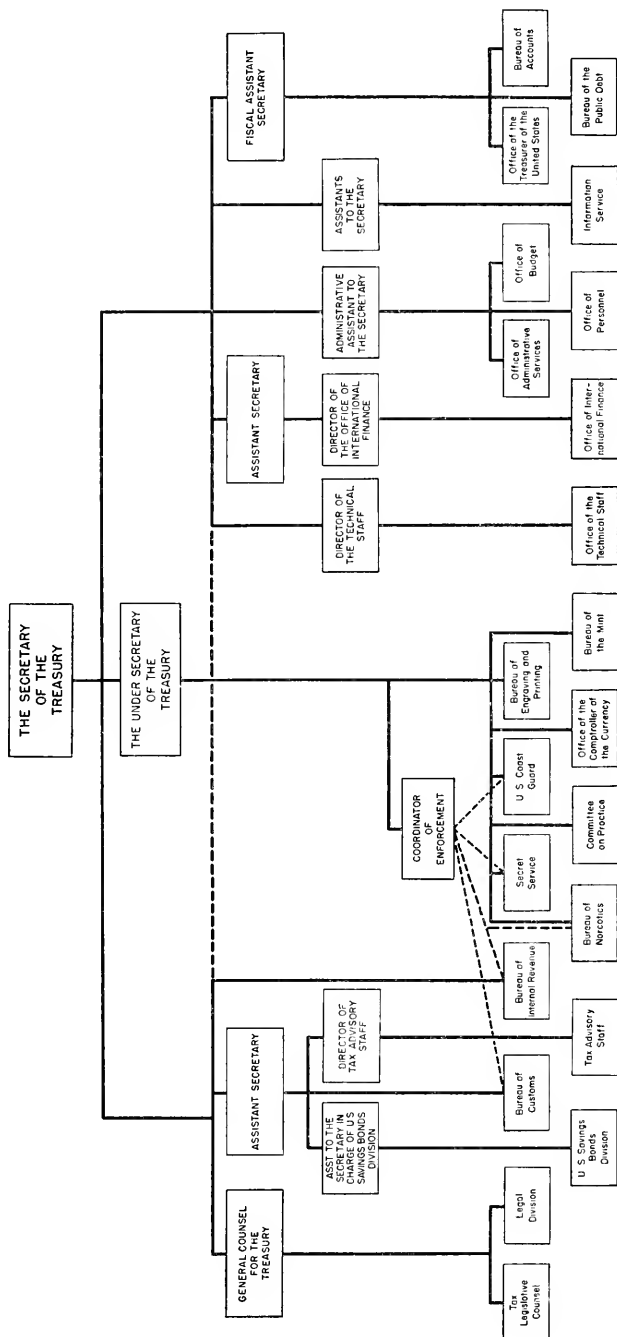 THE SECRETARY
OF THE
TREASURY
THE UNDER SECRETARY
OF THE
TREASURY
GENERAL COUNSEL
FOR THE
TREASURY
ASSISTANT SECRETARY
ASSISTANT SECRETARY
FISCAL ASSISTANT
SECRETARY
ASST TO THE
SECRETARY IN
CHARGE OF US
SAVINGS BONDS
DIVISION
DIRECTOR OF
TAX ADVISORY
STAFF
COORDINATOR
OF
ENFORCEMENT
DIRECTOR OF
THE TECHNICAL
STAFF
DIRECTOR OF
THE OFFICE OF
INTERNATIONAL
FINANCE
ADMINISTRATIVE
ASSISTANT TO
THE SECRETARY
ASSISTANTS
TO THE
SECRETARY
Tax
Legislative
Counsel
Legal
Division
Bureau of
Customs
Bureau of
Internal Revenue
Secret
Service
U S Coast
Guard
Bureau of
Engraving and
Printing
Office of
Administrative
Services
Office of
Budget
Office of the
Treasurer of the
United States
Bureau of
Accounts
U S Savings
Bonds
Division
Tax Advisory
Staff
Bureau of
Narcotics
Committee
on Practice
Office of the
Comptroller of
the Currency
Bureau of
the Mint
Office of the
Technical Staff
Office of Inter-
national Finance
Office of
Personnel
Information
Service
Bureau of the
Public Debt